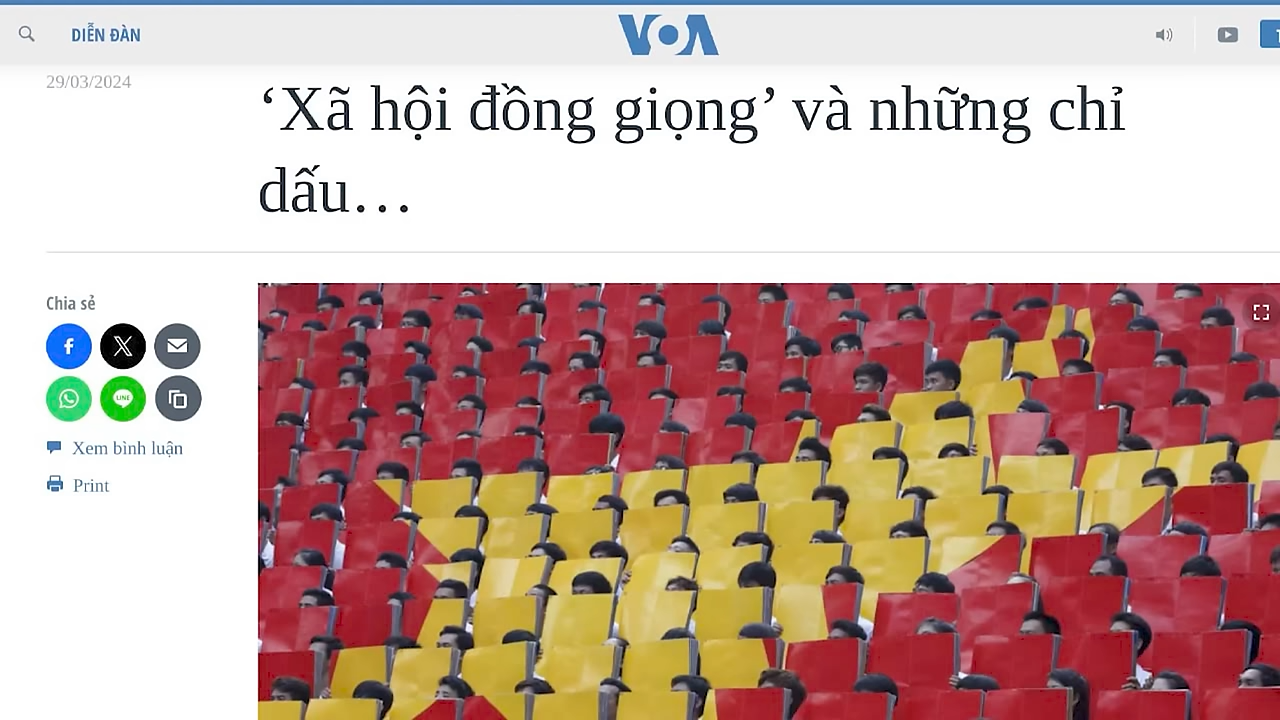 DIỄN ĐÀN
VOA
29/03/2024
‘Xã hội đồng giọng’ và những chỉ
dấu…
Chia sẻ
LINE
Xem bình luận
Print